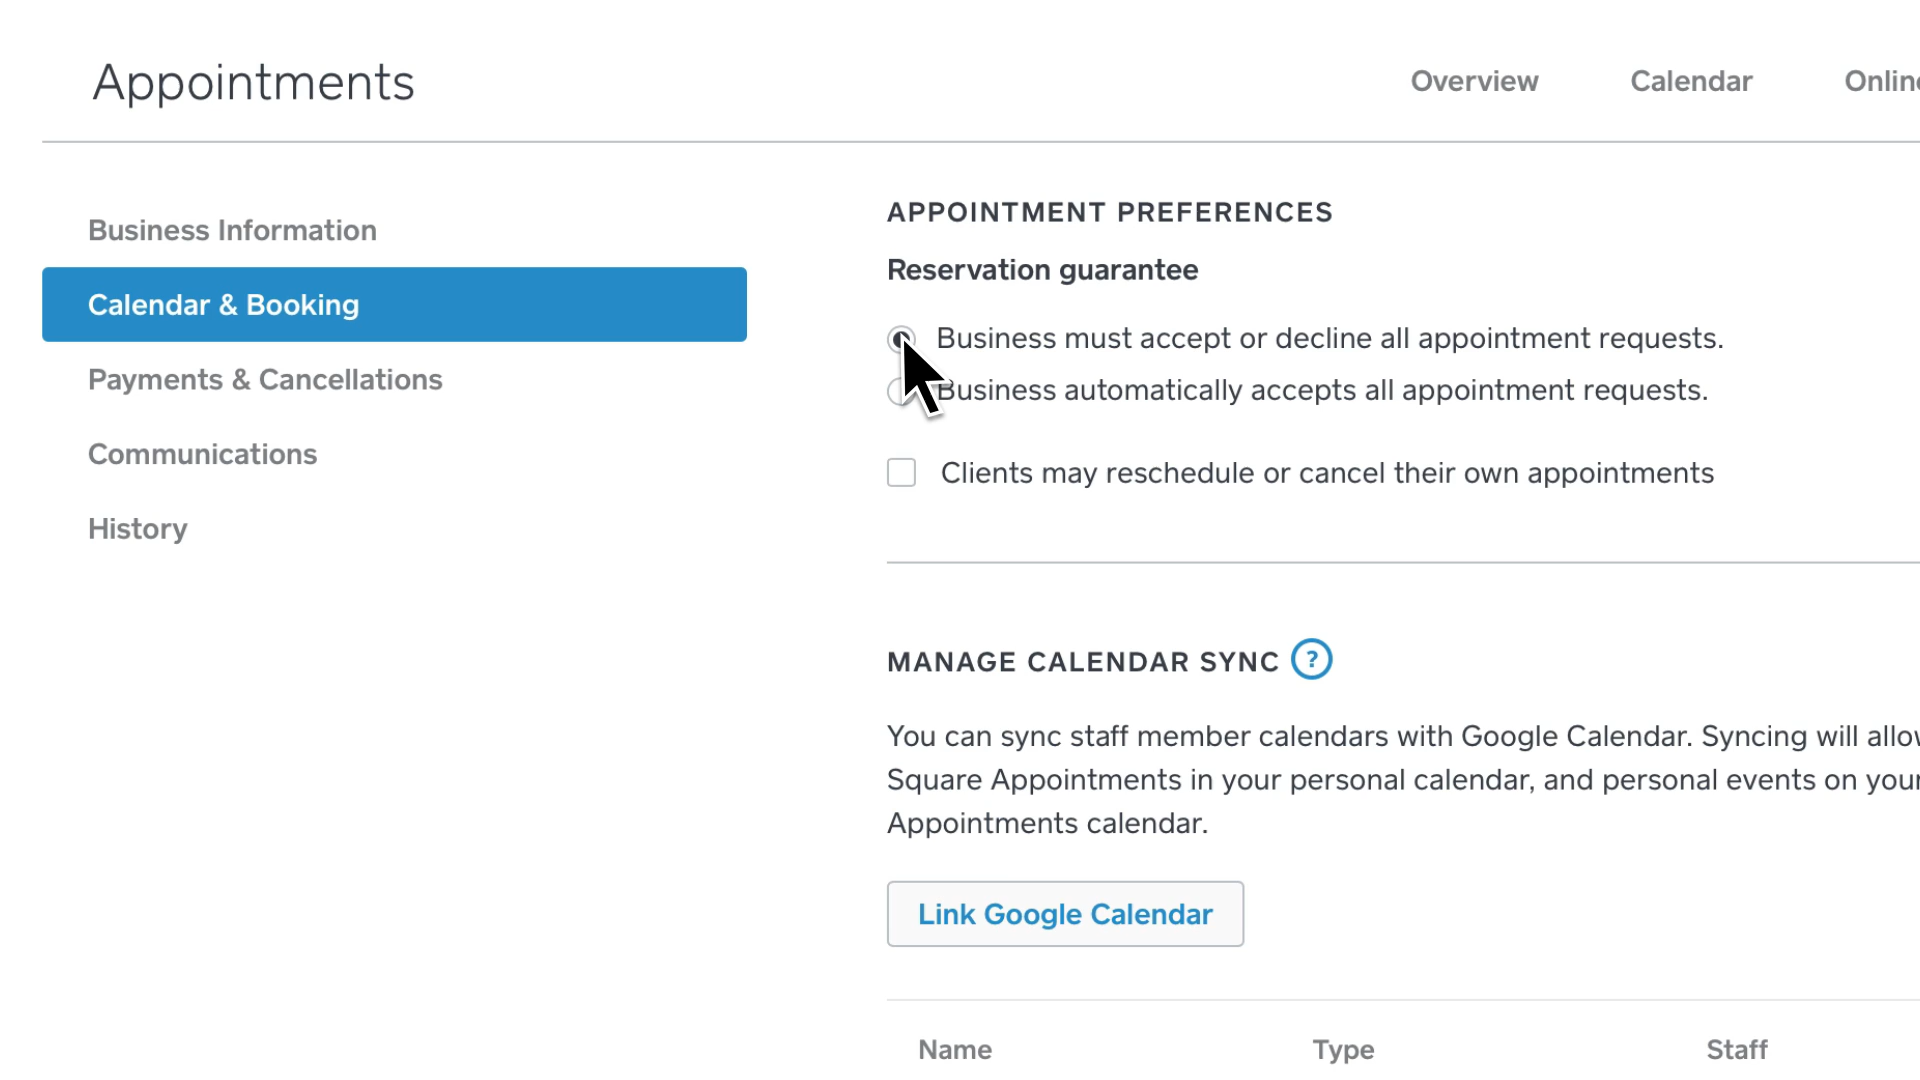 Appointments
Overview
Calendar
Business Information
Calendar & Booking
Payments & Cancellations
Communications
History
APPOINTMENT PREFERENCES
Reservation guarantee
Business must accept or decline all appointment requests.
Business automatically accepts all appointment requests.
Clients may reschedule or cancel their own appointments
MANAGE CALENDAR SYNC ?
You can sync staff member calendars with Google Calendar. Syncing will
Square Appointments in your personal calendar, and personal events on
Appointments calendar.
Link Google Calendar
Name
Type
Staff